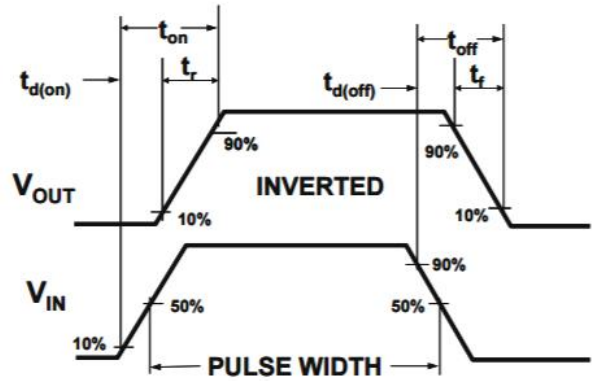 t_on
t_off
t_d(on)
t_r
t_d(off)
t_f
90%
90%
V_OUT
INVERTED
10%
10%
90%
V_IN
50%
50%
10%
PULSE WIDTH